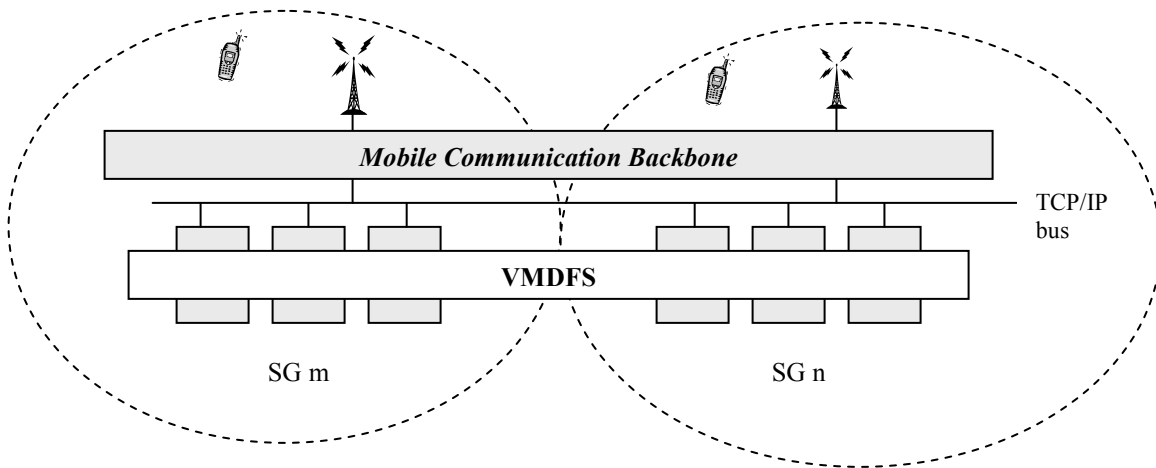 Mobile Communication Backbone
TCP/IP
bus
VMDFS
SG m
SG n